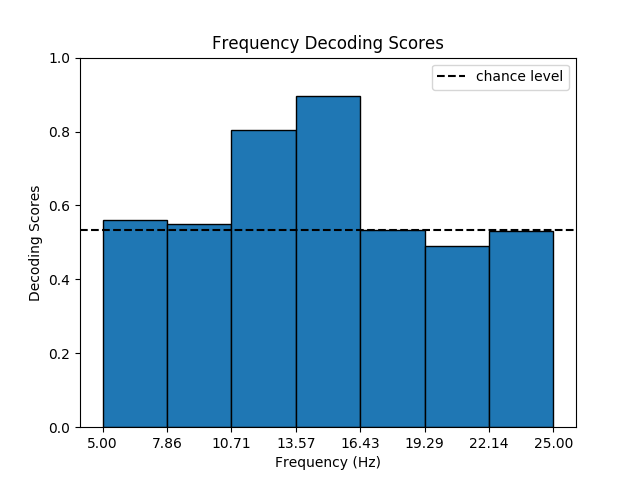 Frequency Decoding Scores
chance level
1.0
0.8
0.6
0.4
0.2
0.0
Decoding Scores
5.00 7.86 10.71 13.57 16.43 19.29 22.14 25.00
Frequency (Hz)